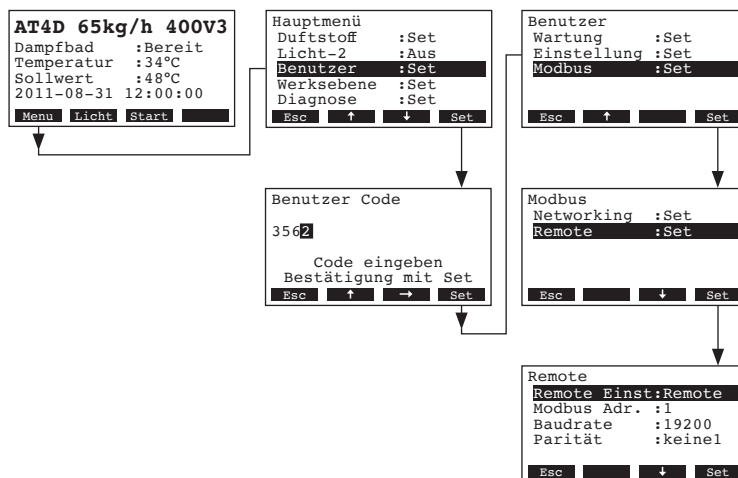 AT4D 65kg/h 400V3
Dampfbad :Bereit
Temperatur :34°C
Sollwert :48°C
2011-08-31 12:00:00
Menu Licht Start
Hauptmenü
Duftstoff :Set
Licht-2 :Aus
Benutzer :Set
Werksebene :Set
Diagnose :Set
Esc ↑ ↓ Set
Benutzer
Wartung :Set
Einstellung :Set
Modbus :Set
Esc ↑ Set
Benutzer Code
3562
Code eingeben
Bestätigung mit Set
Esc ↑ → Set
Modbus
Networking :Set
Remote :Set
Esc ↓ Set
Remote
Remote Einst:Remote
Modbus Adr. :1
Baudrate :19200
Parität :keine1
Esc ↓ Set